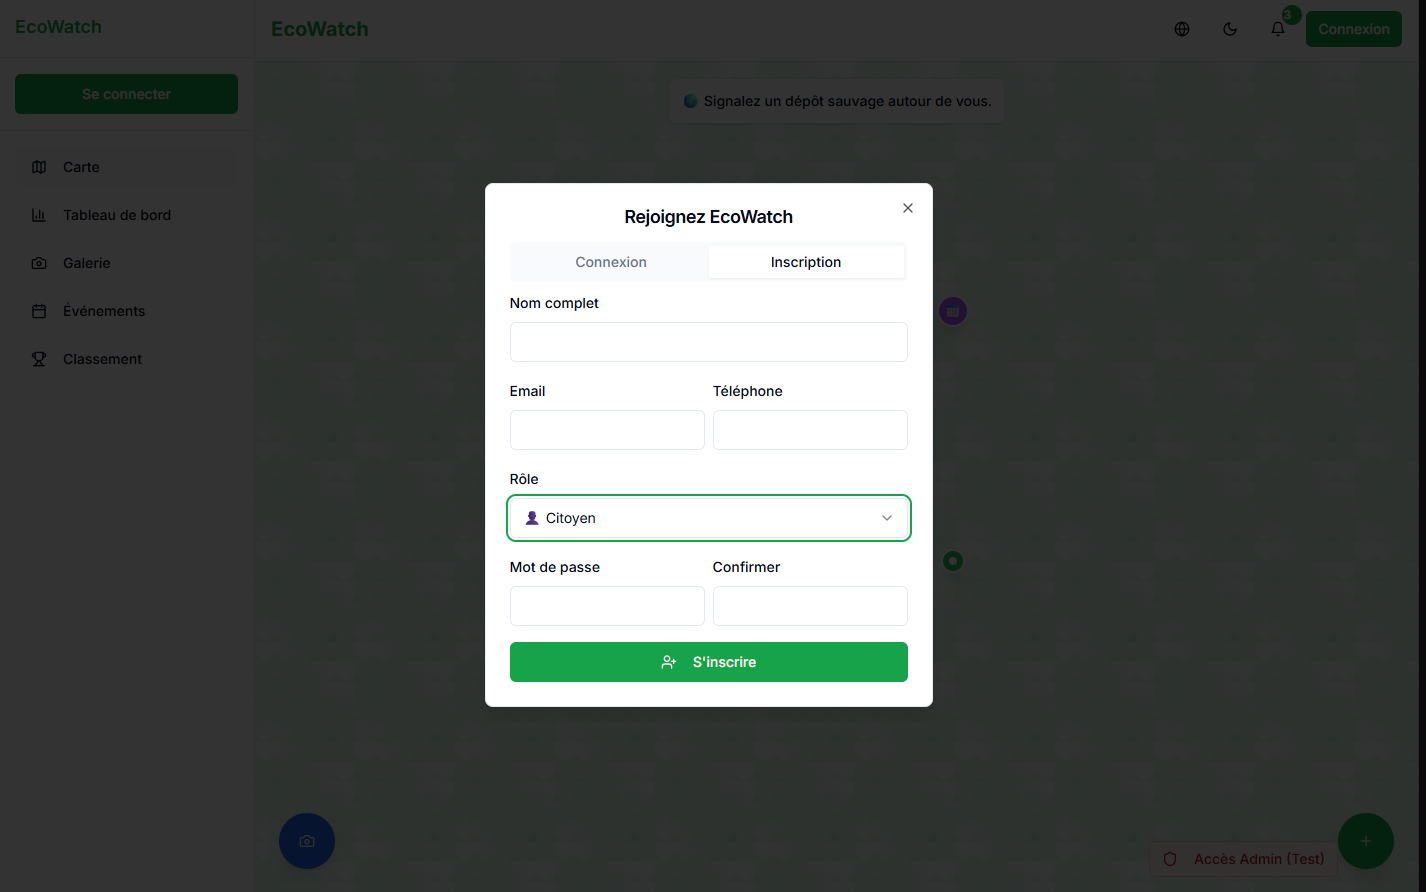 EcoWatch
Se connecter
Carte
Tableau de bord
Galerie
Événements
Classement
EcoWatch
3
Connexion
Signalez un dépôt sauvage autour de vous.
Rejoignez EcoWatch
Connexion
Inscription
Nom complet
Email
Téléphone
Rôle
Citoyen
Mot de passe
Confirmer
S'inscrire
Accès Admin (Test)